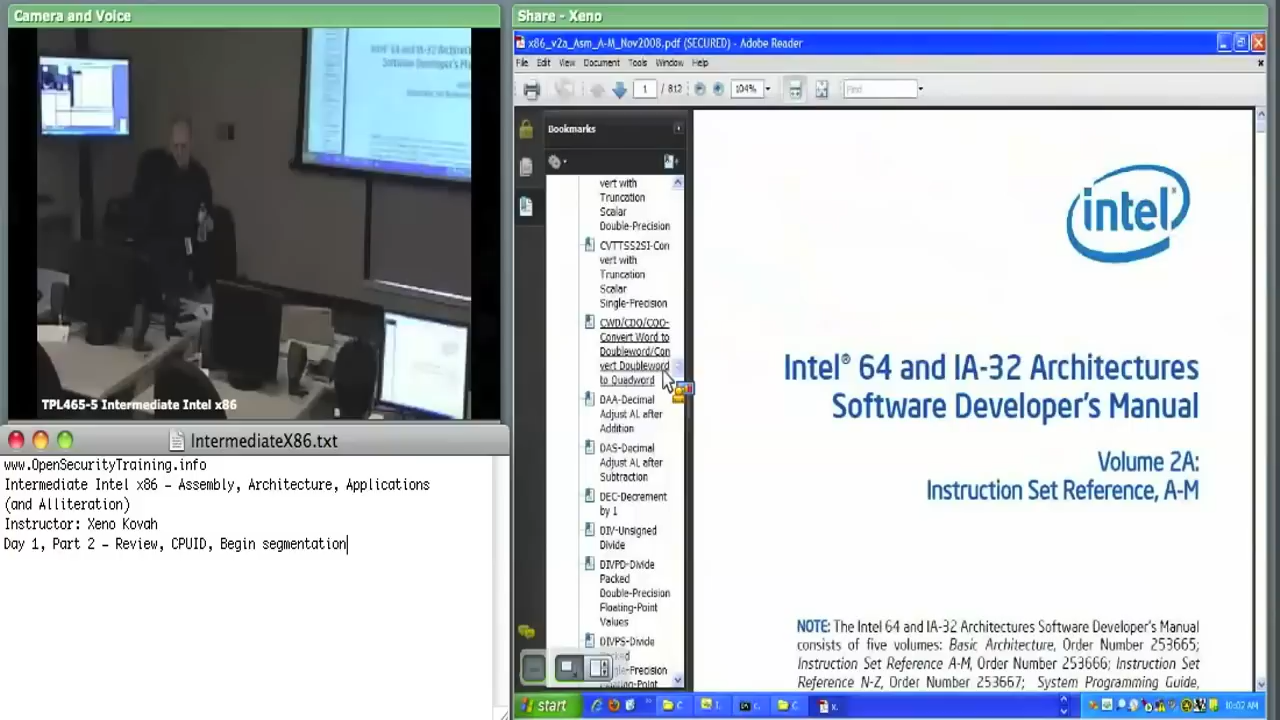 Camera and Voice
TPL465-5 Intermediate Intel x86
IntermediateX86.txt
www.OpenSecurityTraining.info
Intermediate Intel x86 – Assembly, Architecture, Applications
(and Alliteration)
Instructor: Xeno Kovah
Day 1, Part 2 – Review, CPUID, Begin segmentation
Share - Xeno
x86_v2a_Asm_A-M_Nov2008.pdf (SECURED) - Adobe Reader
File Edit View Document Tools Window Help
1 / 812 104% Find
Bookmarks
vert with
Truncation
Scalar
Double-Precision
CVTTSS2SI-Con
vert with
Truncation
Scalar
Single-Precision
CWD/CDQ/CQO-
Convert Word to
Doubleword/Con
vert Doubleword
to Quadword
DAA-Decimal
Adjust AL after
Addition
DAS-Decimal
Adjust AL after
Subtraction
DEC-Decrement
by 1
DIV-Unsigned
Divide
DIVPD-Divide
Packed
Double-Precision
Floating-Point
Values
DIVPS-Divide
Floating-Point
intel
Intel® 64 and IA-32 Architectures
Software Developer's Manual
Volume 2A:
Instruction Set Reference, A-M
NOTE: The Intel 64 and IA-32 Architectures Software Developer's Manual
consists of five volumes: Basic Architecture, Order Number 253665;
Instruction Set Reference A-M, Order Number 253666; Instruction Set
Reference N-Z, Order Number 253667; System Programming Guide,
start
10:02 AM